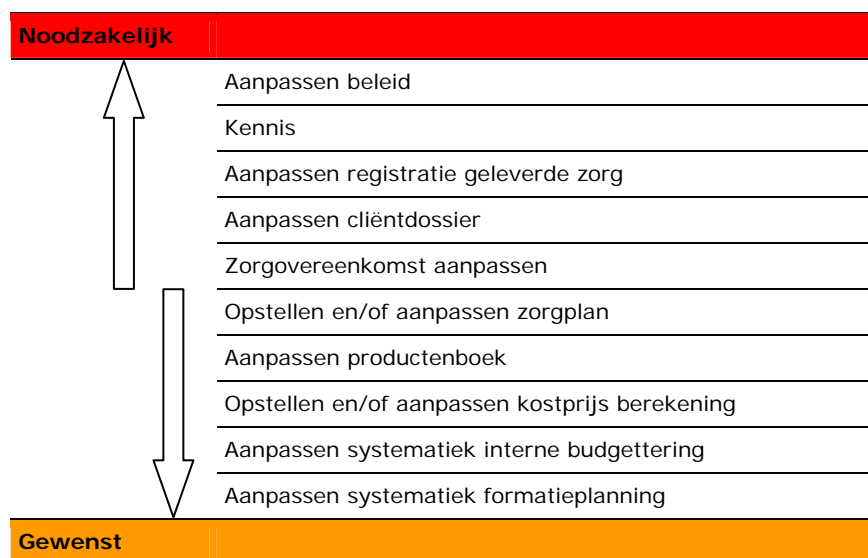 Noodzakelijk
Aanpassen beleid
Kennis
Aanpassen registratie geleverde zorg
Aanpassen cliëntdossier
Zorgovereenkomst aanpassen
Opstellen en/of aanpassen zorgplan
Aanpassen productenboek
Opstellen en/of aanpassen kostprijs berekening
Aanpassen systematiek interne budgettering
Aanpassen systematiek formatieplanning
Gewenst